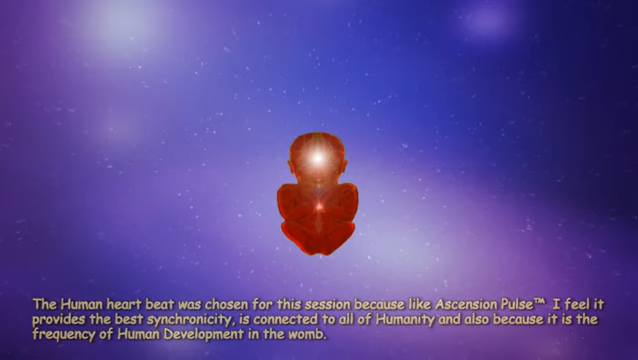 The Human heart beat was chosen for this session because like Ascension Pulse™ I feel it
provides the best synchronicity, is connected to all of Humanity and also because it is the
frequency of Human Development in the womb.